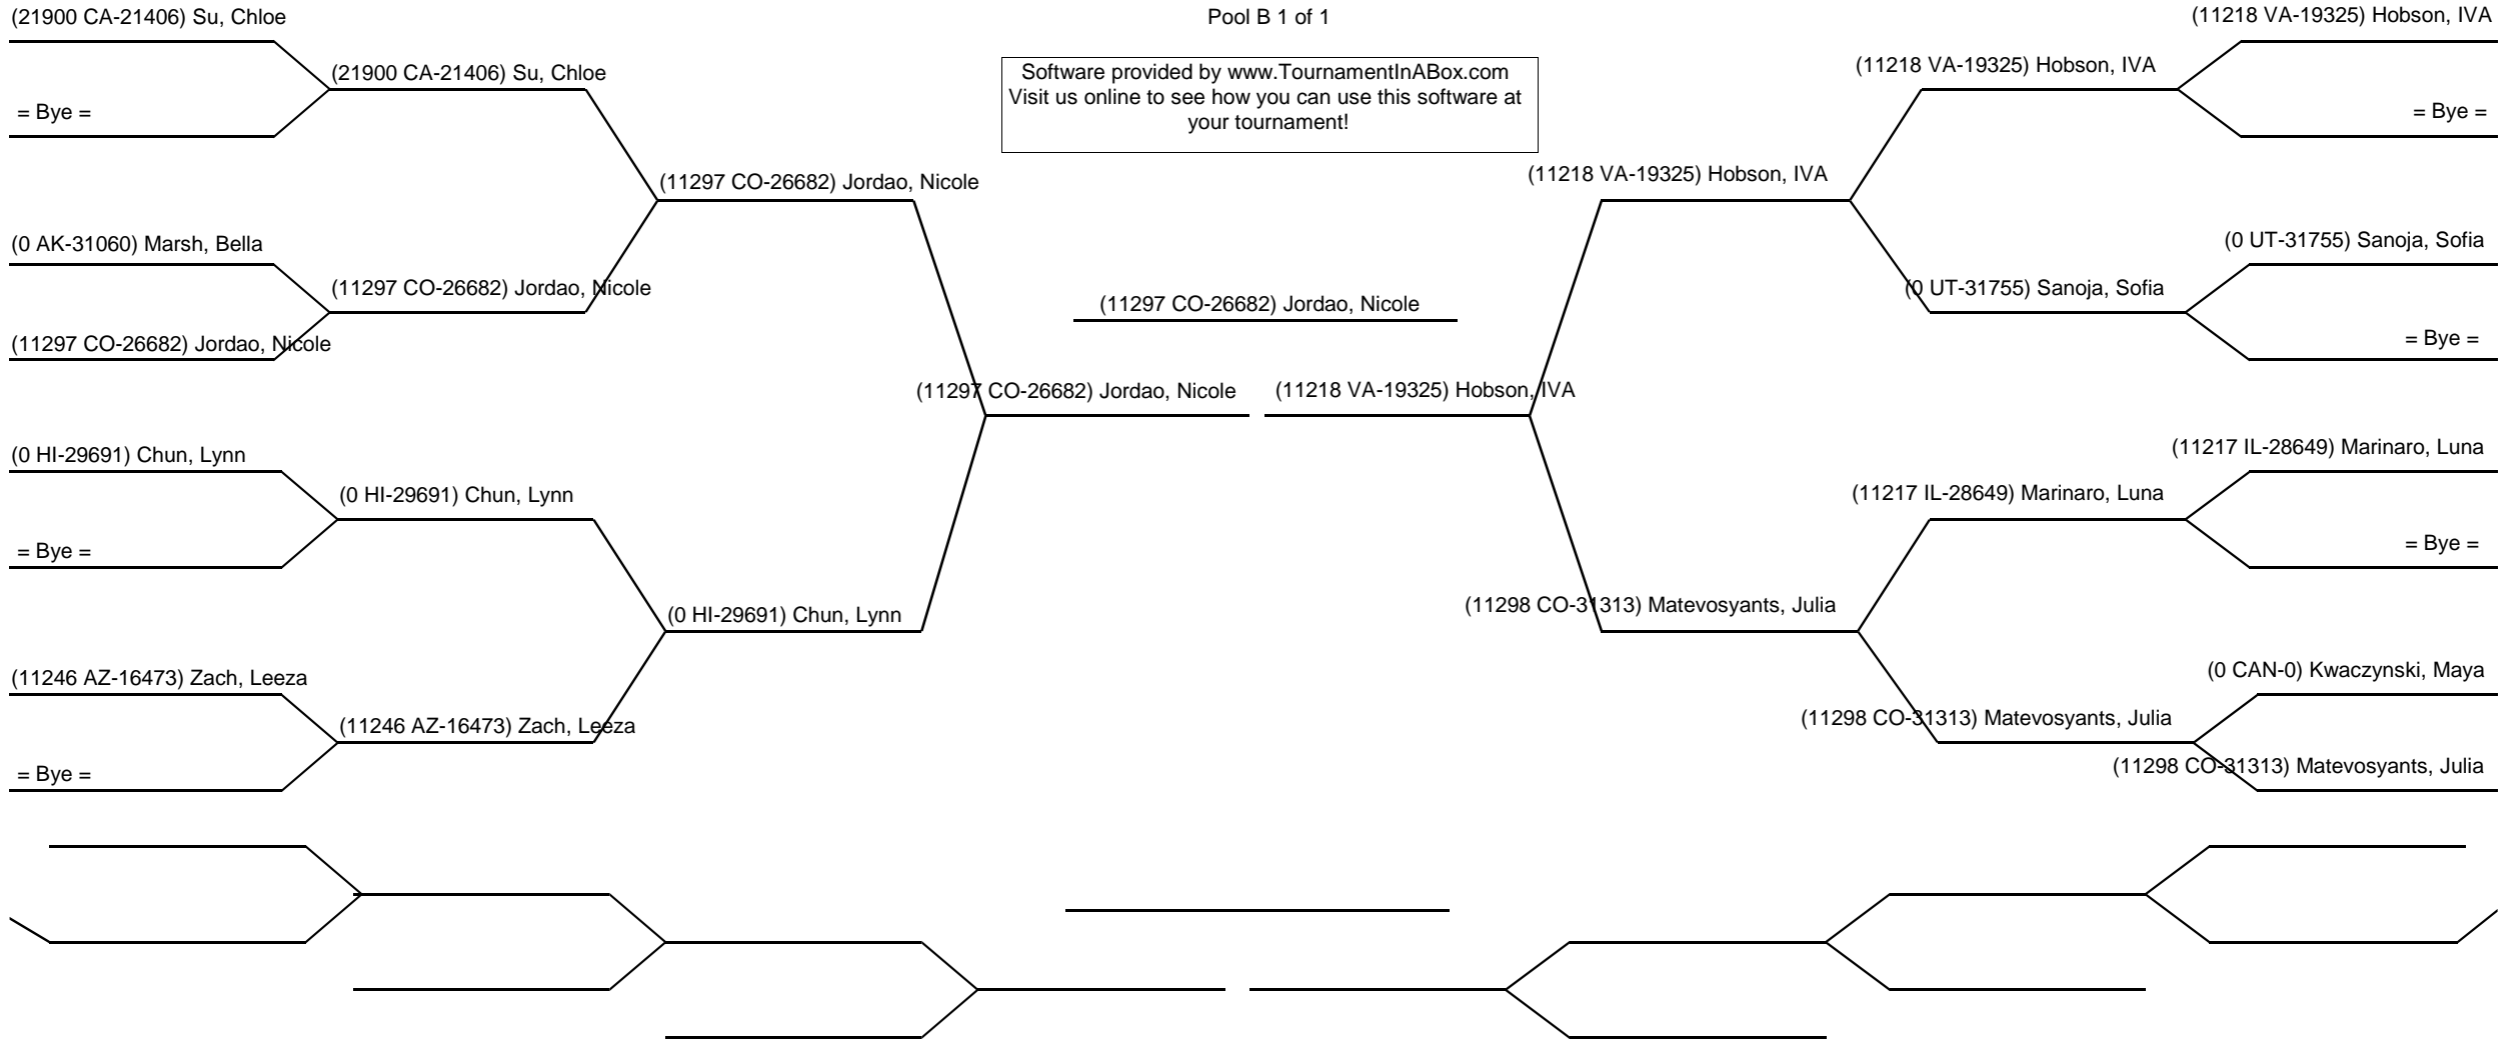 (21900 CA-21406) Su, Chloe
Pool B 1 of 1
(11218 VA-19325) Hobson, IVA
(21900 CA-21406) Su, Chloe
Software provided by www.TournamentInABox.com
Visit us online to see how you can use this software at
your tournament!
(11218 VA-19325) Hobson, IVA
= Bye =
= Bye =
(11297 CO-26682) Jordao, Nicole
(11218 VA-19325) Hobson, IVA
(0 AK-31060) Marsh, Bella
(0 UT-31755) Sanoja, Sofia
(11297 CO-26682) Jordao, Nicole
(11297 CO-26682) Jordao, Nicole
(0 UT-31755) Sanoja, Sofia
(11297 CO-26682) Jordao, Nicole
= Bye =
(11297 CO-26682) Jordao, Nicole
(11218 VA-19325) Hobson, IVA
(0 HI-29691) Chun, Lynn
(11217 IL-28649) Marinaro, Luna
(0 HI-29691) Chun, Lynn
(11217 IL-28649) Marinaro, Luna
= Bye =
= Bye =
(0 HI-29691) Chun, Lynn
(11298 CO-31313) Matevosyants, Julia
(11246 AZ-16473) Zach, Leeza
(0 CAN-0) Kwaczynski, Maya
(11246 AZ-16473) Zach, Leeza
(11298 CO-31313) Matevosyants, Julia
= Bye =
(11298 CO-31313) Matevosyants, Julia